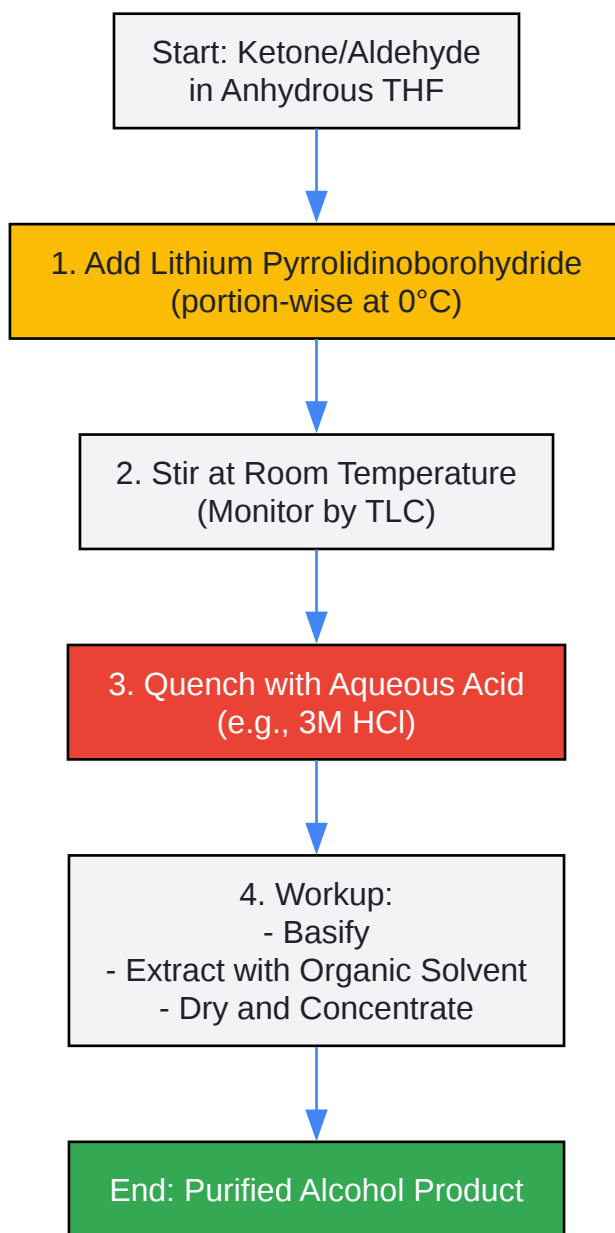 Start: Ketone/Aldehyde
in Anhydrous THF
1. Add Lithium Pyrrolidinoborohydride
(portion-wise at 0°C)
2. Stir at Room Temperature
(Monitor by TLC)
3. Quench with Aqueous Acid
(e.g., 3M HCl)
4. Workup:
- Basify
- Extract with Organic Solvent
- Dry and Concentrate
End: Purified Alcohol Product